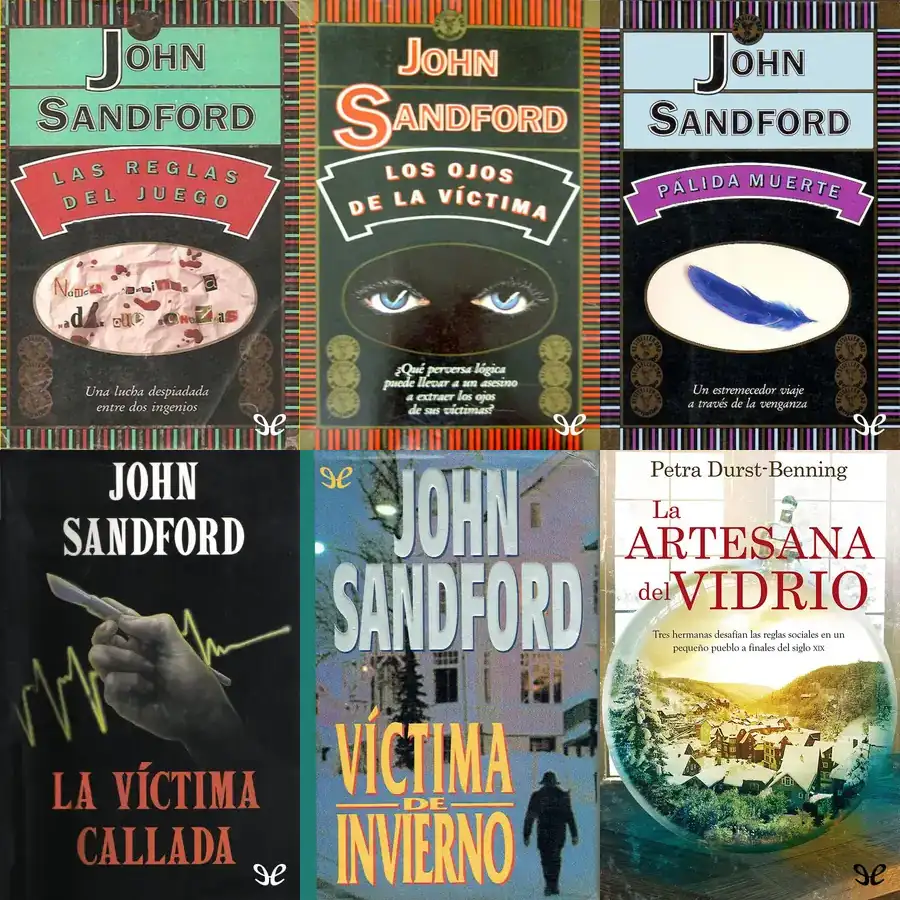 JOHN
SANDFORD
LAS REGLAS
DEL JUEGO
Una lucha despiadada
entre dos ingenios
JOHN
SANDFORD
LOS OJOS
DE LA VÍCTIMA
¿Qué perversa lógica
puede llevar a un asesino
a extraer los ojos
de sus víctimas?
JOHN
SANDFORD
PÁLIDA MUERTE
Un estremecedor viaje
a través de la venganza
JOHN
SANDFORD
LA VÍCTIMA
CALLADA
JOHN
SANDFORD
VÍCTIMA
DE
INVIERNO
Petra Durst-Benning
La
ARTESANA
del VIDRIO
Tres hermanas desafían las reglas sociales en un
pequeño pueblo a finales del siglo XIX